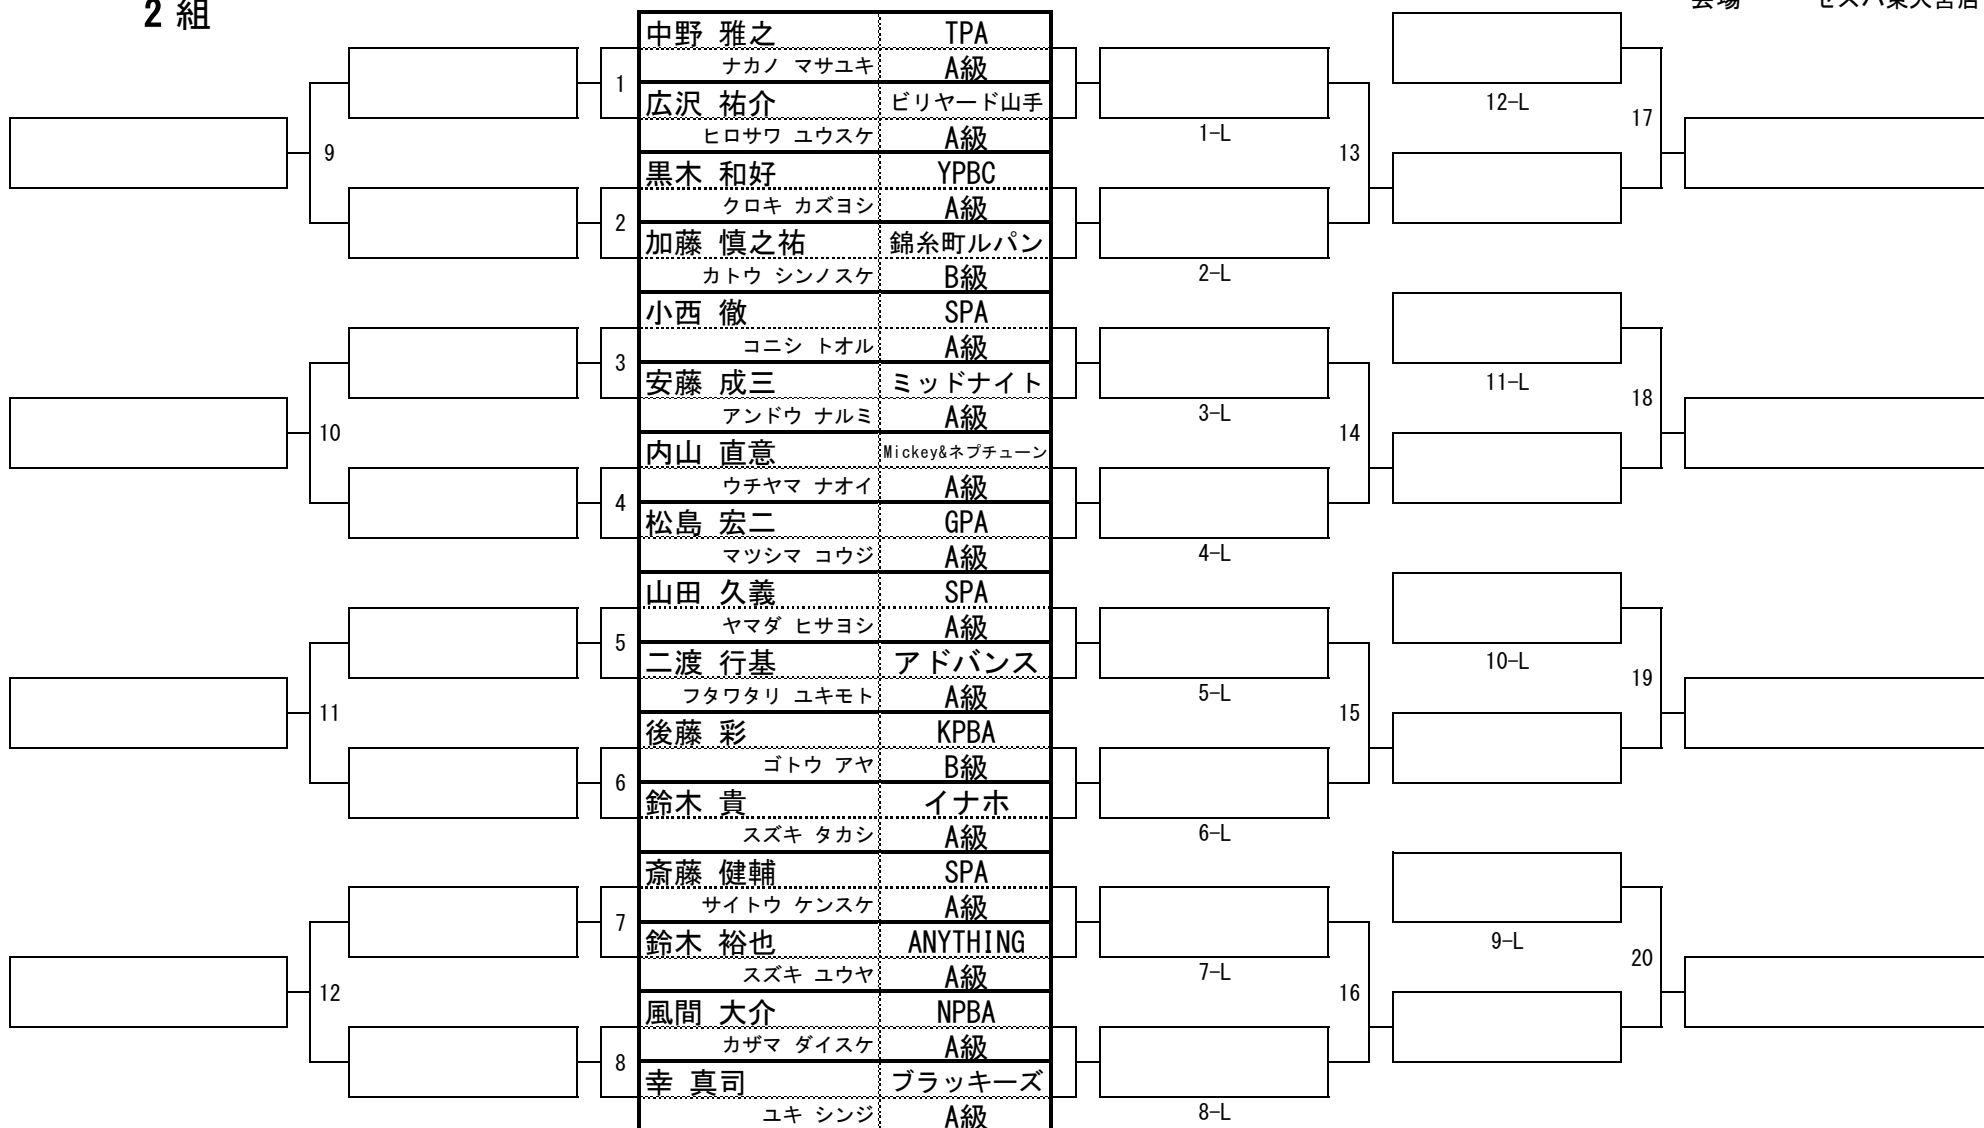 2 組
中野 雅之 TPA
ナカノ マサユキ A級
1
広沢 祐介 ビリヤード山手
ヒロサワ ユウスケ A級
12-L
17
1-L
9
13
黒木 和好 YPBC
クロキ カズヨシ A級
2
加藤 慎之祐 錦糸町ルパン
カトウ シンノスケ B級
2-L
小西 徹 SPA
コニシ トオル A級
3
安藤 成三 ミッドナイト
アンドウ ナルミ A級
11-L
18
3-L
10
14
内山 直意 Mickey&ネプチューン
ウチヤマ ナオイ A級
4
松島 宏二 GPA
マツシマ コウジ A級
4-L
山田 久義 SPA
ヤマダ ヒサヨシ A級
5
二渡 行基 アドバンス
フタワタリ ユキモト A級
10-L
19
5-L
11
15
後藤 彩 KPBA
ゴトウ アヤ B級
6
鈴木 貴 イナホ
スズキ タカシ A級
6-L
斎藤 健輔 SPA
サイトウ ケンスケ A級
7
鈴木 裕也 ANYTHING
スズキ ユウヤ A級
9-L
20
7-L
12
16
風間 大介 NPBA
カザマ ダイスケ A級
8
幸 真司 ブラッキーズ
ユキ シンジ A級
8-L